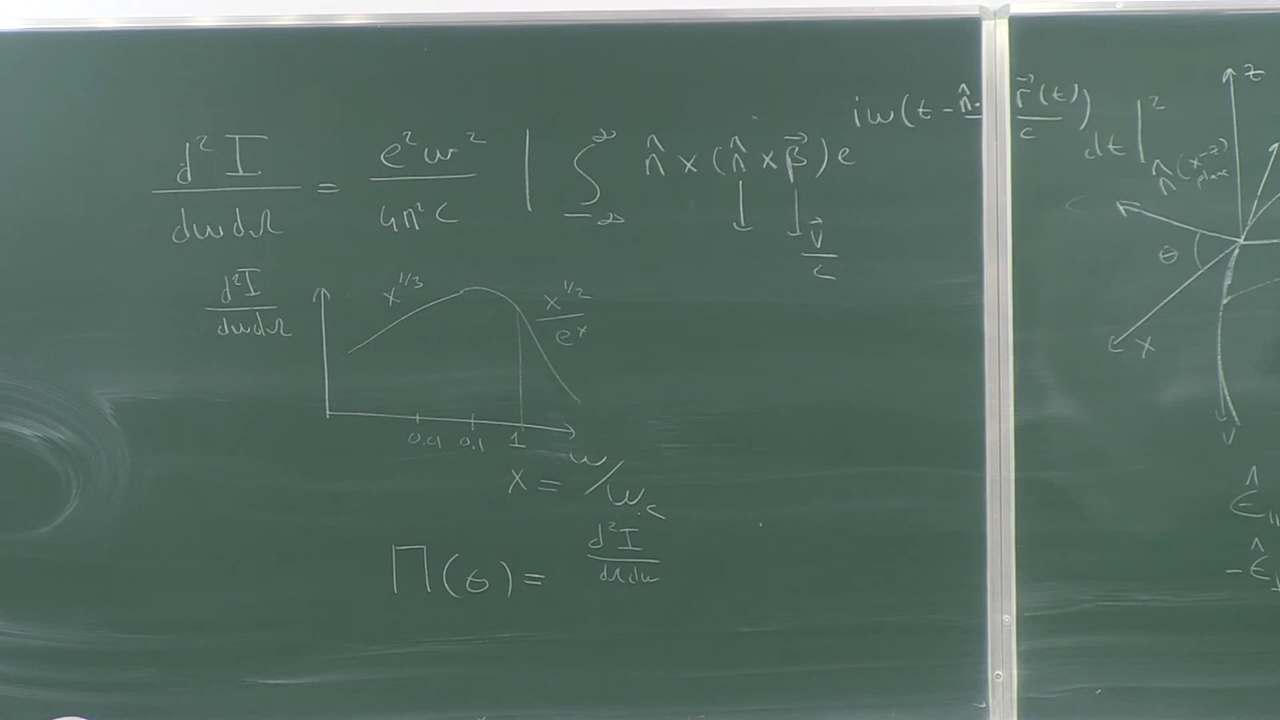 d²I/dωdΩ = e²ω²/4π²c | ∫_{-∞}^{∞} n̂ × (n̂ × β⃗) e^{iω(t - n̂·r⃗(t)/c)} dt |²
v⃗/c
d²I/dωdΩ
x^{1/3}
x^{1/2}/e^x
0.01 0.1 1
x = ω/ω_c
Π(θ) = d²I/dΩdω
z
n̂ (x-z plane)
θ
x
v
ε̂_{||}
-ε̂_⊥